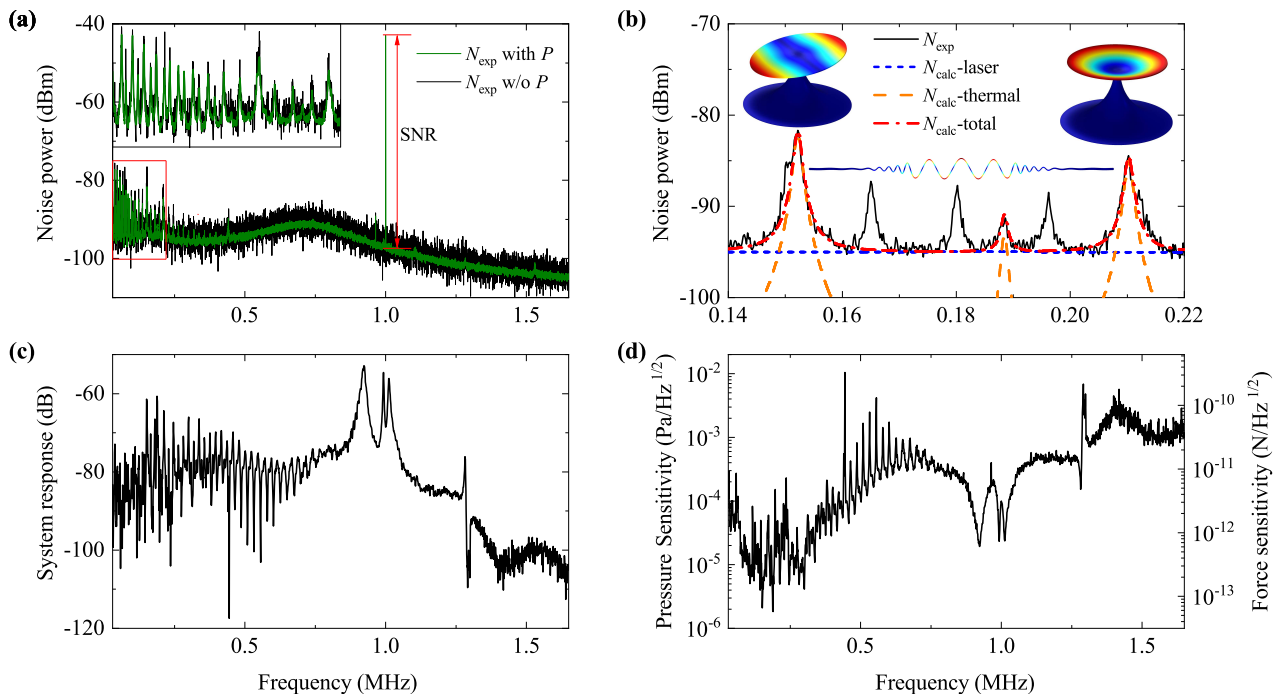 (a)
-40
-60
-80
-100
Noise power (dBm)
N_exp with P
N_exp w/o P
SNR
0.5
1.0
1.5
(b)
-70
-80
-90
-100
Noise power (dBm)
N_exp
N_calc-laser
N_calc-thermal
N_calc-total
0.14
0.16
0.18
0.20
0.22
(c)
-60
-80
-100
-120
System response (dB)
0.5
1.0
1.5
Frequency (MHz)
(d)
10^-2
10^-3
10^-4
10^-5
10^-6
Pressure Sensitivity (Pa/Hz^1/2)
10^-10
10^-11
10^-12
10^-13
Force sensitivity (N/Hz^1/2)
0.5
1.0
1.5
Frequency (MHz)